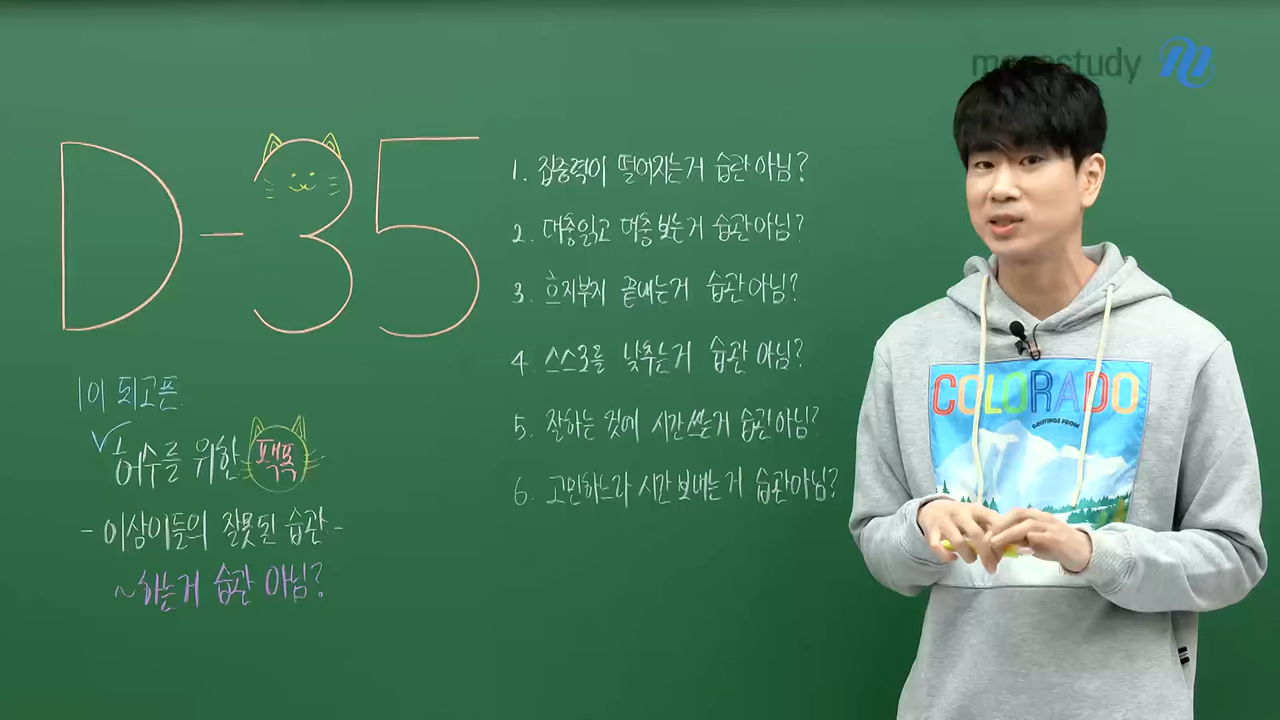 D-35
1이 되고픈
허수를 위한 팩폭
- 이삼이들의 잘못된 습관 -
~하는거 습관 아님?
1. 집중력이 떨어지는거 습관 아님?
2. 대충읽고 대충보는거 습관아님?
3. 흐지부지 끝내는거 습관아님?
4. 스스로를 낮추는거 습관 아님?
5. 잘하는 것에 시간쓰는거 습관아님?
6. 고민하느라 시간 보내는거 습관아님?
megastudy
COLORADO
GREETINGS FROM